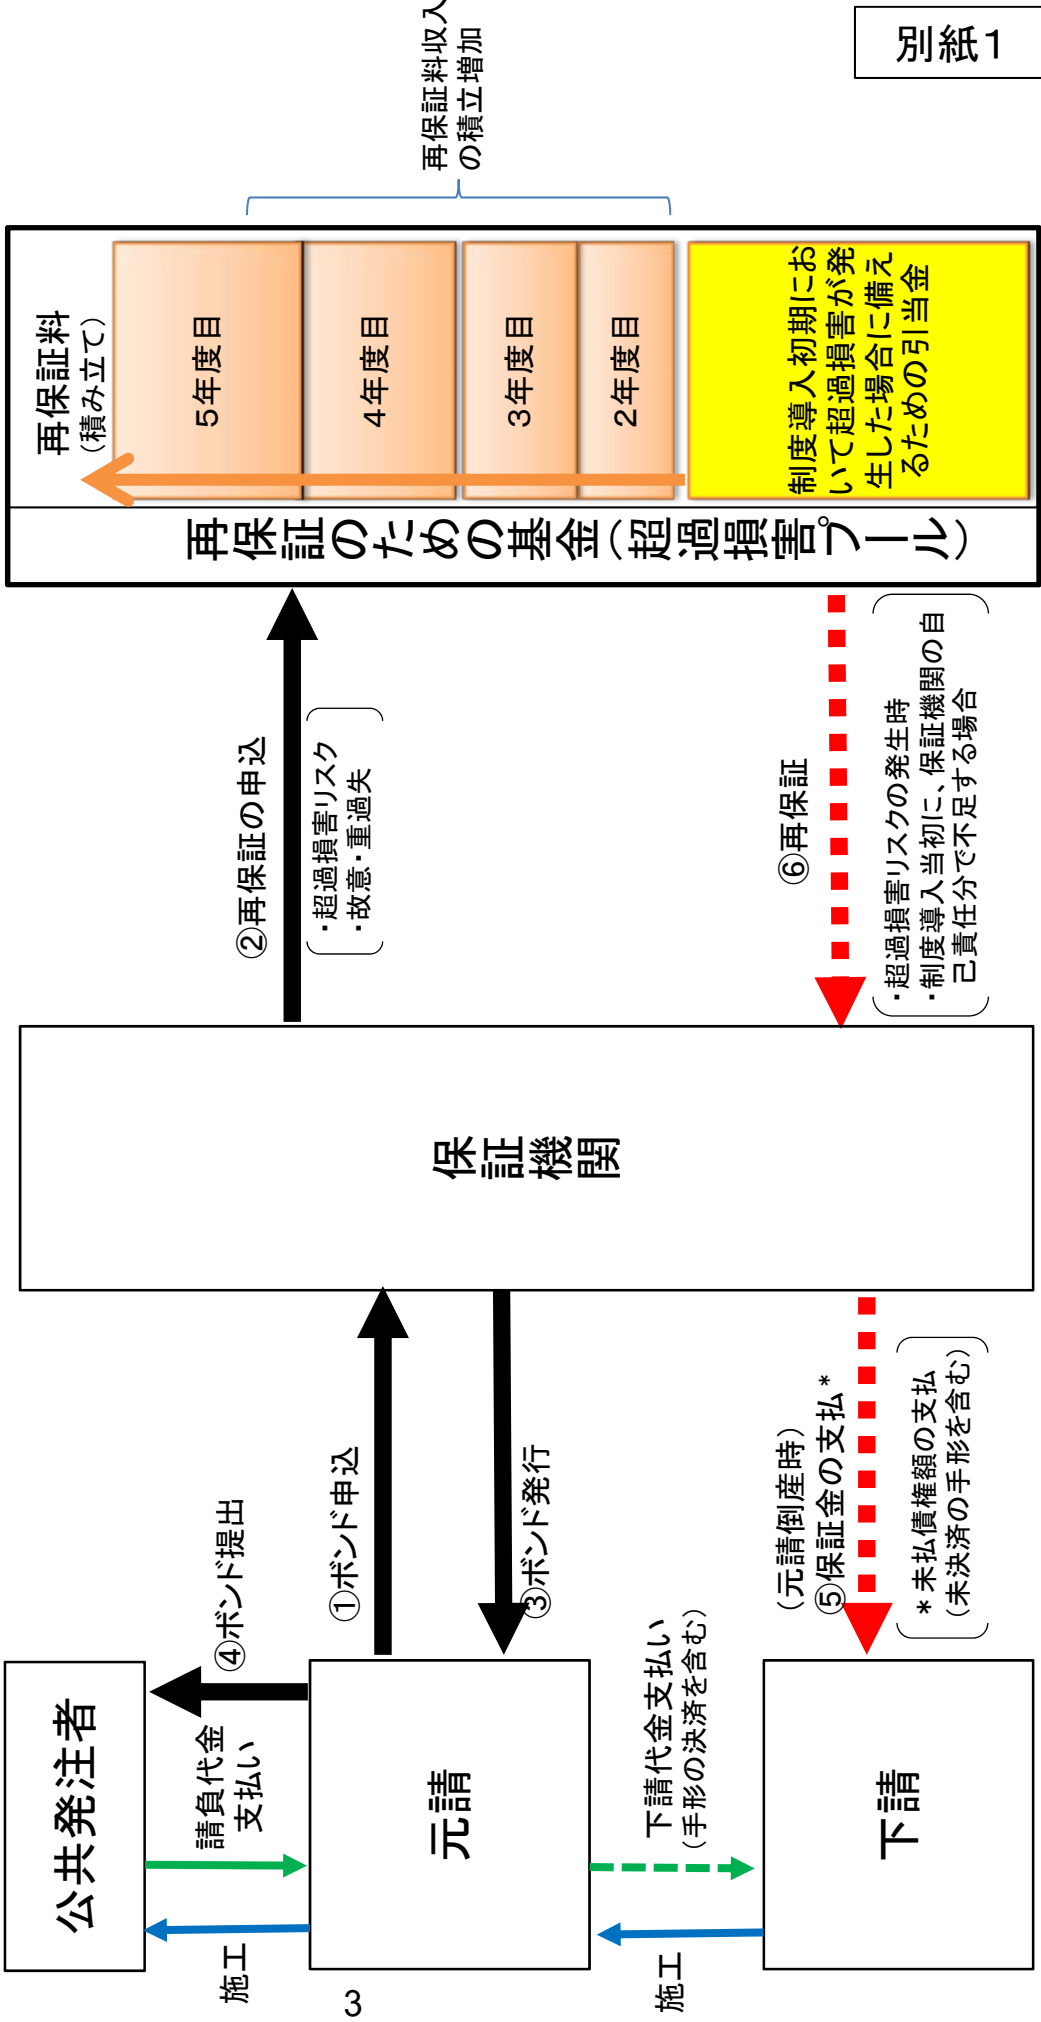 別紙1
再保証料収入
の積立増加
再保証料
(積み立て)
5年度目
4年度目
3年度目
2年度目
制度導入初期にお
いて超過損害が発
生した場合に備え
るための引当金
再保証のための基金(超過損害プール)
②再保証の申込
・超過損害リスク
・故意・重過失
⑥再保証
・超過損害リスクの発生時
・制度導入当初に、保証機関の自
己責任分で不足する場合
保証機関
①ボンド申込
③ボンド発行
④ボンド提出
(元請倒産時)
⑤保証金の支払*
*未払債権額の支払
(未決済の手形を含む)
公共発注者
請負代金
支払い
施工
元請
下請代金支払い
(手形の決済を含む)
施工
下請
3